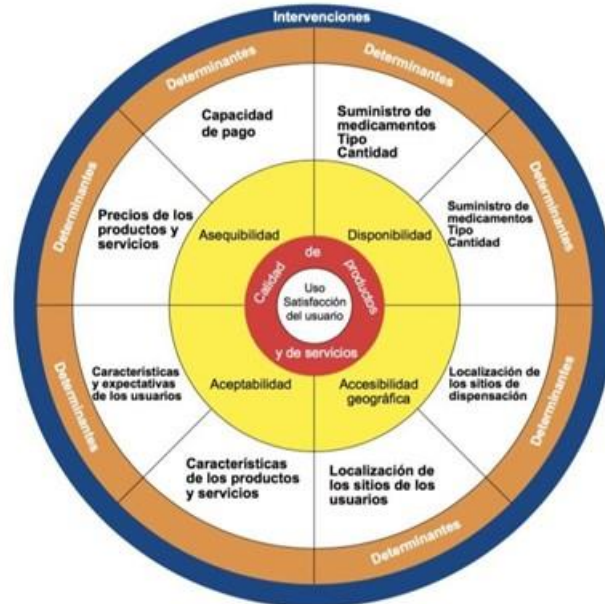 Intervenciones
Determinantes
Determinantes
Determinantes
Determinantes
Determinantes
Determinantes
Determinantes
Capacidad
de pago
Suministro de
medicamentos
Tipo
Cantidad
Precios de los
productos y
servicios
Suministro de
medicamentos
Tipo
Cantidad
Asequibilidad
Disponibilidad
Calidad de productos
y de servicios
Uso
Satisfacción
del usuario
Características
y expectativas
de los usuarios
Aceptabilidad
Accesibilidad
geográfica
Localización de
los sitios de
dispensación
Características
de los productos
y servicios
Localización de
los sitios de los
usuarios